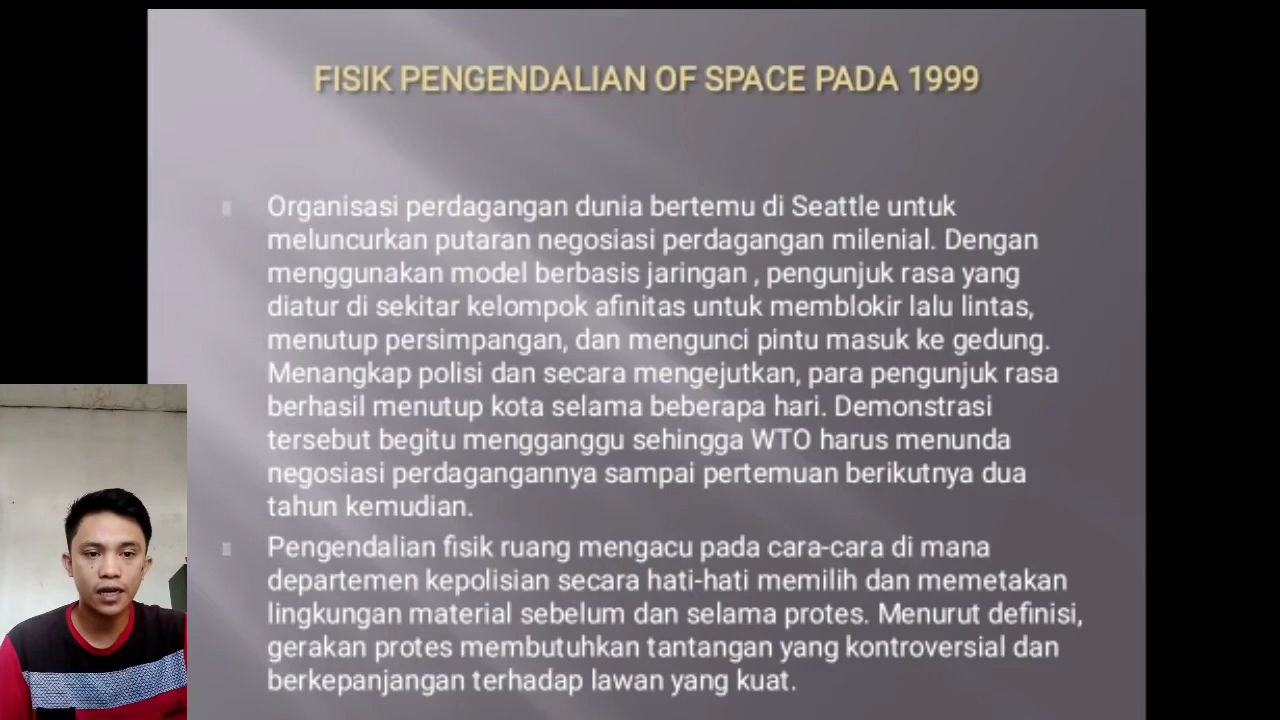 FISIK PENGENDALIAN OF SPACE PADA 1999
Organisasi perdagangan dunia bertemu di Seattle untuk
meluncurkan putaran negosiasi perdagangan milenial. Dengan
menggunakan model berbasis jaringan , pengunjuk rasa yang
diatur di sekitar kelompok afinitas untuk memblokir lalu lintas,
menutup persimpangan, dan mengunci pintu masuk ke gedung.
Menangkap polisi dan secara mengejutkan, para pengunjuk rasa
berhasil menutup kota selama beberapa hari. Demonstrasi
tersebut begitu mengganggu sehingga WTO harus menunda
negosiasi perdagangannya sampai pertemuan berikutnya dua
tahun kemudian.
Pengendalian fisik ruang mengacu pada cara-cara di mana
departemen kepolisian secara hati-hati memilih dan memetakan
lingkungan material sebelum dan selama protes. Menurut definisi,
gerakan protes membutuhkan tantangan yang kontroversial dan
berkepanjangan terhadap lawan yang kuat.